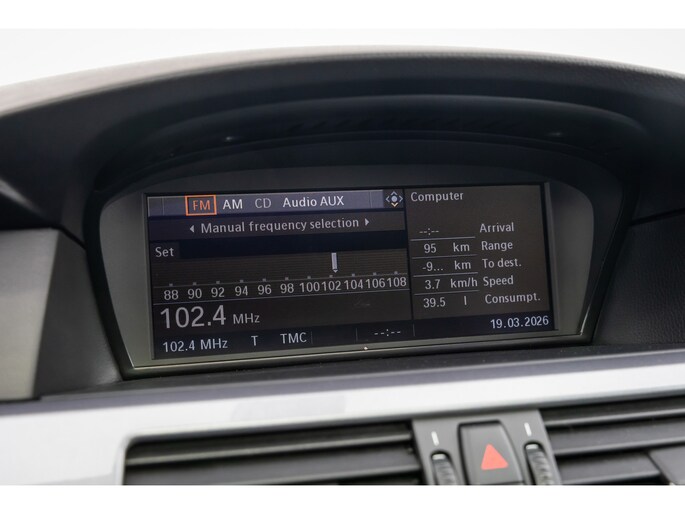 FM AM CD Audio AUX
Manual frequency selection
Set
88 90 92 94 96 98 100 102 104 106 108
102.4 MHz
102.4 MHz T TMC --:--
Computer
--:-- Arrival
95 km Range
-9... km To dest.
3.7 km/h Speed
39.5 l Consumpt.
19.03.2026